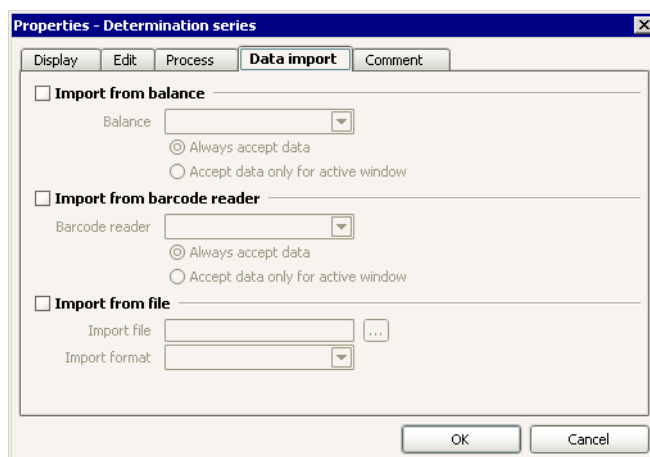 Properties - Determination series
Display Edit Process Data import Comment
Import from balance
Balance
Always accept data
Accept data only for active window
Import from barcode reader
Barcode reader
Always accept data
Accept data only for active window
Import from file
Import file ...
Import format
OK Cancel